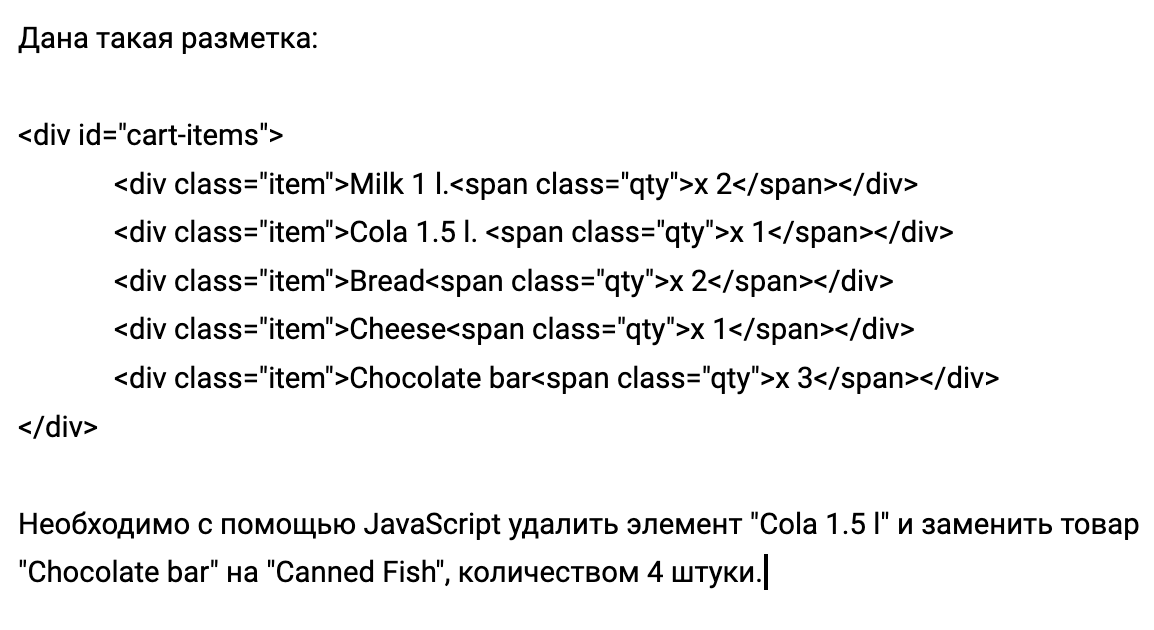 Дана такая разметка:
<div id="cart-items">
<div class="item">Milk 1 l.<span class="qty">x 2</span></div>
<div class="item">Cola 1.5 l. <span class="qty">x 1</span></div>
<div class="item">Bread<span class="qty">x 2</span></div>
<div class="item">Cheese<span class="qty">x 1</span></div>
<div class="item">Chocolate bar<span class="qty">x 3</span></div>
</div>
Необходимо с помощью JavaScript удалить элемент "Cola 1.5 l" и заменить товар
"Chocolate bar" на "Canned Fish", количеством 4 штуки.